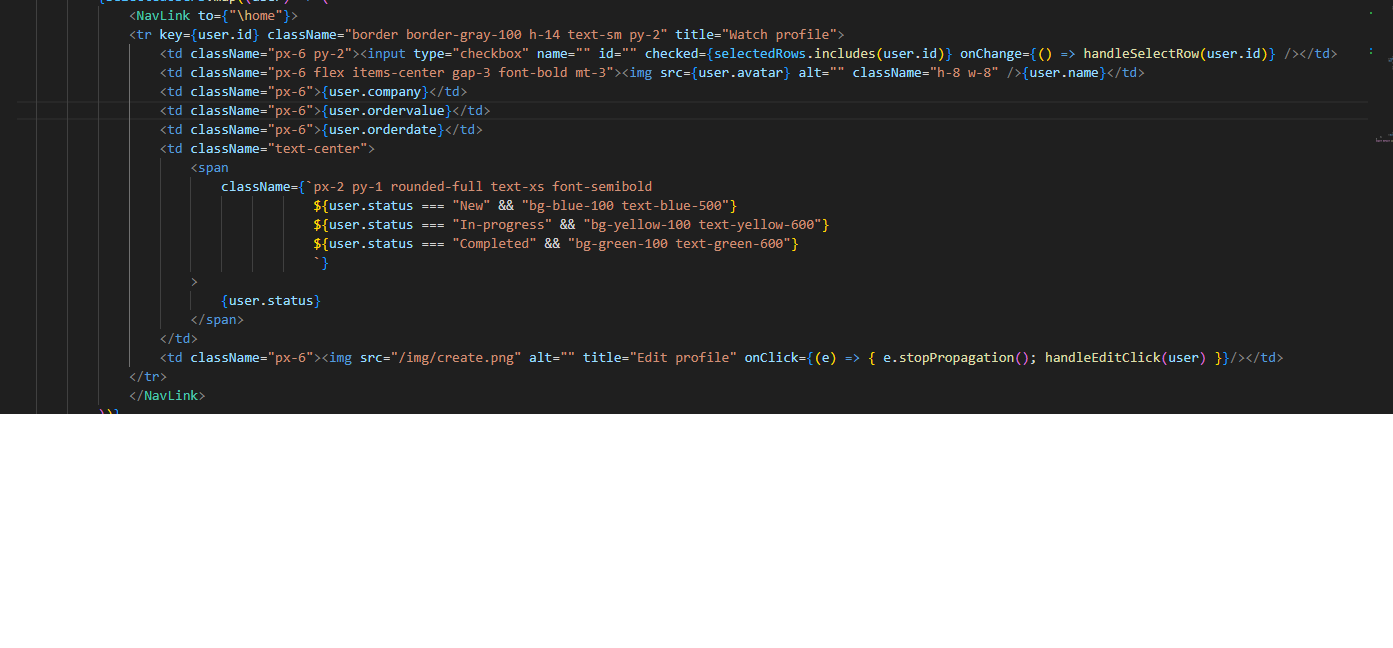 <NavLink to={"\home"}>
<tr key={user.id} className="border border-gray-100 h-14 text-sm py-2" title="Watch profile">
<td className="px-6 py-2"><input type="checkbox" name="" id="" checked={selectedRows.includes(user.id)} onChange={() => handleSelectRow(user.id)} /></td>
<td className="px-6 flex items-center gap-3 font-bold mt-3"><img src={user.avatar} alt="" className="h-8 w-8" />{user.name}</td>
<td className="px-6">{user.company}</td>
<td className="px-6">{user.ordervalue}</td>
<td className="px-6">{user.orderdate}</td>
<td className="text-center">
<span
className={`px-2 py-1 rounded-full text-xs font-semibold
${user.status === "New" && "bg-blue-100 text-blue-500"}
${user.status === "In-progress" && "bg-yellow-100 text-yellow-600"}
${user.status === "Completed" && "bg-green-100 text-green-600"}
`}
>
{user.status}
</span>
</td>
<td className="px-6"><img src="/img/create.png" alt="" title="Edit profile" onClick={(e) => { e.stopPropagation(); handleEditClick(user) }}/></td>
</tr>
</NavLink>
))}